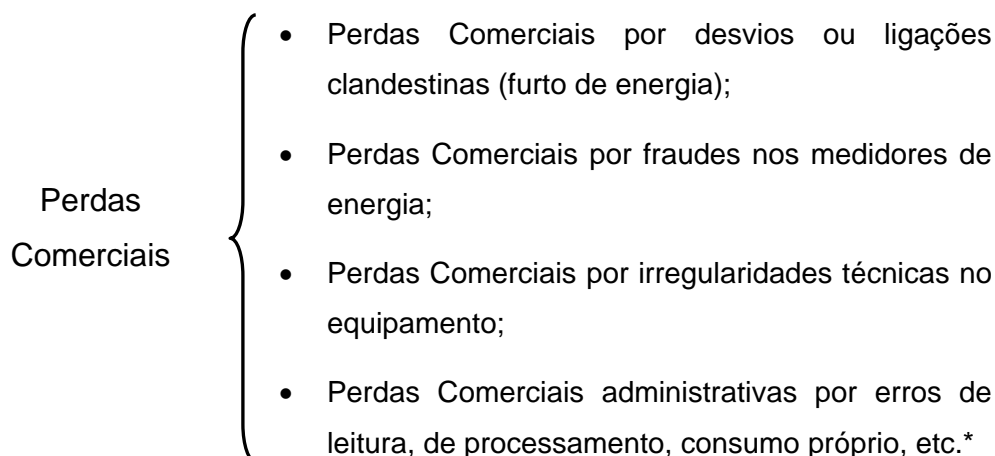 Perdas
Comerciais
• Perdas Comerciais por desvios ou ligações
clandestinas (furto de energia);
• Perdas Comerciais por fraudes nos medidores de
energia;
• Perdas Comerciais por irregularidades técnicas no
equipamento;
• Perdas Comerciais administrativas por erros de
leitura, de processamento, consumo próprio, etc.*